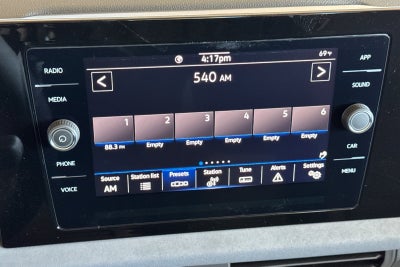 4:17pm
69°F
RADIO
540 AM
APP
MEDIA
SOUND
1 2 3 4 5 6
88.3 FM Empty Empty Empty Empty Empty
PHONE
CAR
VOICE
MENU
Source Station list Presets Station Tune Alerts Settings
AM